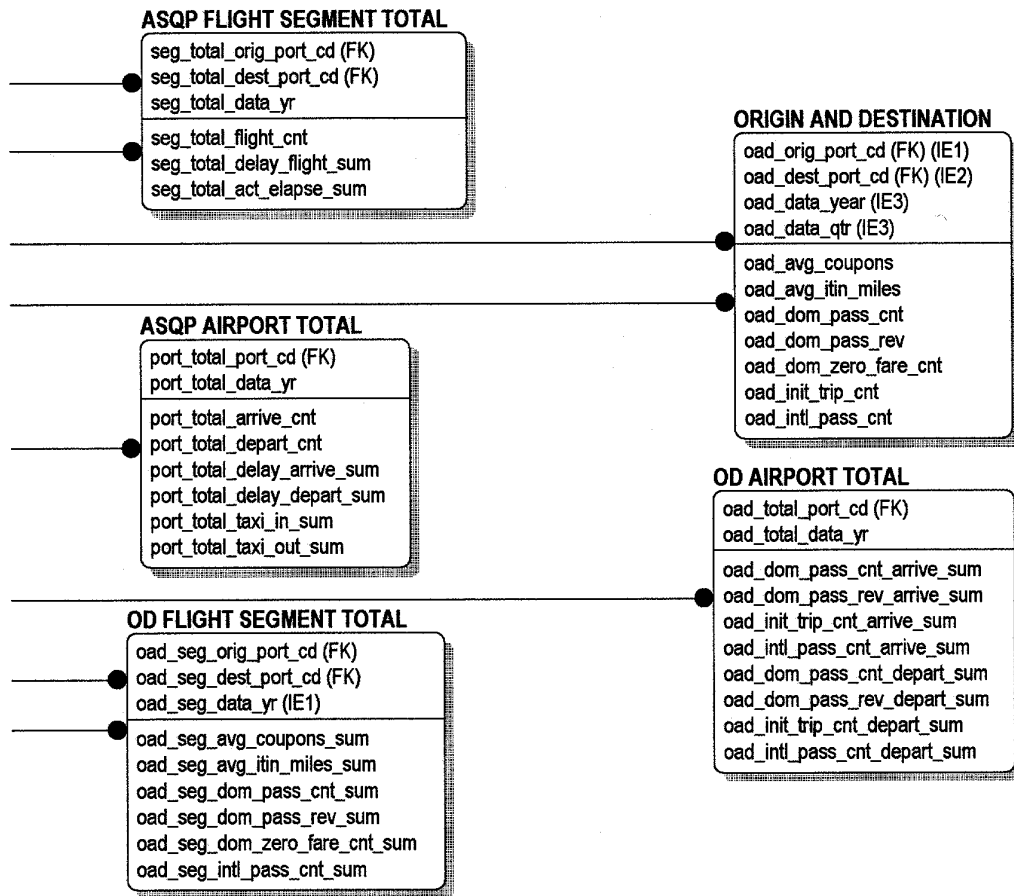 ASQP FLIGHT SEGMENT TOTAL
seg_total_orig_port_cd (FK)
seg_total_dest_port_cd (FK)
seg_total_data_yr
seg_total_flight_cnt
seg_total_delay_flight_sum
seg_total_act_elapse_sum
ORIGIN AND DESTINATION
oad_orig_port_cd (FK) (IE1)
oad_dest_port_cd (FK) (IE2)
oad_data_year (IE3)
oad_data_qtr (IE3)
oad_avg_coupons
oad_avg_itin_miles
oad_dom_pass_cnt
oad_dom_pass_rev
oad_dom_zero_fare_cnt
oad_init_trip_cnt
oad_intl_pass_cnt
ASQP AIRPORT TOTAL
port_total_port_cd (FK)
port_total_data_yr
port_total_arrive_cnt
port_total_depart_cnt
port_total_delay_arrive_sum
port_total_delay_depart_sum
port_total_taxi_in_sum
port_total_taxi_out_sum
OD AIRPORT TOTAL
oad_total_port_cd (FK)
oad_total_data_yr
oad_dom_pass_cnt_arrive_sum
oad_dom_pass_rev_arrive_sum
oad_init_trip_cnt_arrive_sum
oad_intl_pass_cnt_arrive_sum
oad_dom_pass_cnt_depart_sum
oad_dom_pass_rev_depart_sum
oad_init_trip_cnt_depart_sum
oad_intl_pass_cnt_depart_sum
OD FLIGHT SEGMENT TOTAL
oad_seg_orig_port_cd (FK)
oad_seg_dest_port_cd (FK)
oad_seg_data_yr (IE1)
oad_seg_avg_coupons_sum
oad_seg_avg_itin_miles_sum
oad_seg_dom_pass_cnt_sum
oad_seg_dom_pass_rev_sum
oad_seg_dom_zero_fare_cnt_sum
oad_seg_intl_pass_cnt_sum